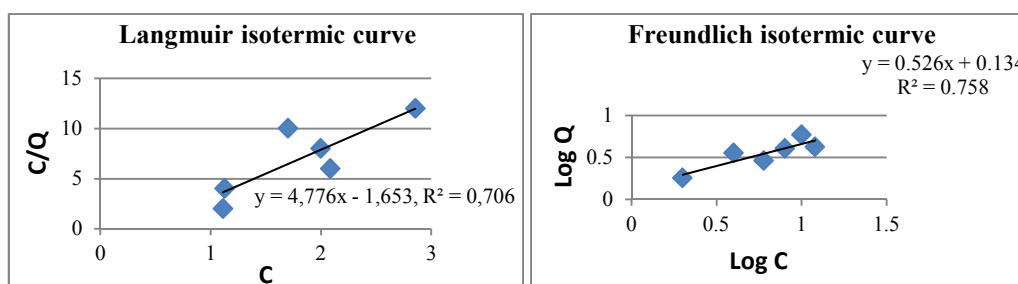 Langmuir isotermic curve
15
10
5
0
C/Q
y = 4,776x - 1,653, R² = 0,706
0 1 2 3
C
Freundlich isotermic curve
y = 0.526x + 0.134
R² = 0.758
1
0.5
0
Log Q
0 0.5 1 1.5
Log C